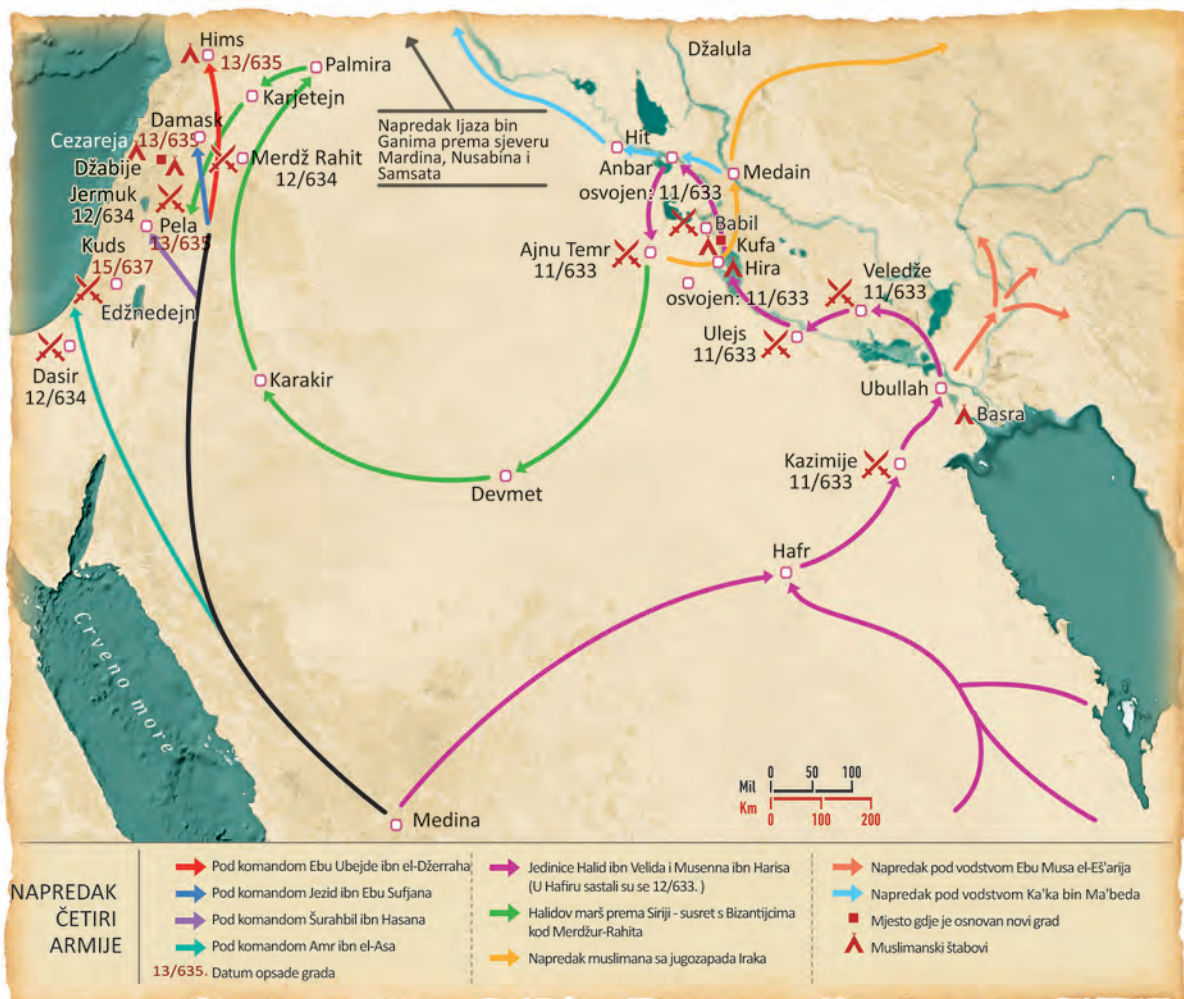 Hims
13/635
Palmira
Karjetejn
Damask
13/635
Cezareja
Džabije
Merdž Rahit
12/634
Jermuk
12/634
Pela
13/635
Kuds
15/637
Edžnedejn
Dasir
12/634
Napredak Ijaza bin
Ganima prema sjeveru
Mardina, Nusabina i
Samsata
Džalula
Hit
Anbar
osvojen: 11/633
Medain
Babil
Kufa
Hira
osvojen: 11/633
Ajnu Temr
11/633
Veledže
11/633
Ulejs
11/633
Ubullah
Basra
Kazimije
11/633
Karakir
Devmet
Hafr
Medina
Crveno more
0 50 100
Mil
Km
0 100 200
NAPREDAK
ČETIRI
ARMIJE
Pod komandom Ebu Ubejde ibn el-Džerraha
Pod komandom Jezid ibn Ebu Sufjana
Pod komandom Šurahbil ibn Hasana
Pod komandom Amr ibn el-Asa
13/635. Datum opsade grada
Jedinice Halid ibn Velida i Musenna ibn Harisa
(U Hafiru sastali su se 12/633. )
Halidov marš prema Siriji - susret s Bizantijcima
kod Merdžur-Rahita
Napredak muslimana sa jugozapada Iraka
Napredak pod vodstvom Ebu Musa el-Eš'arija
Napredak pod vodstvom Ka'ka bin Ma'beda
Mjesto gdje je osnovan novi grad
Muslimanski štabovi